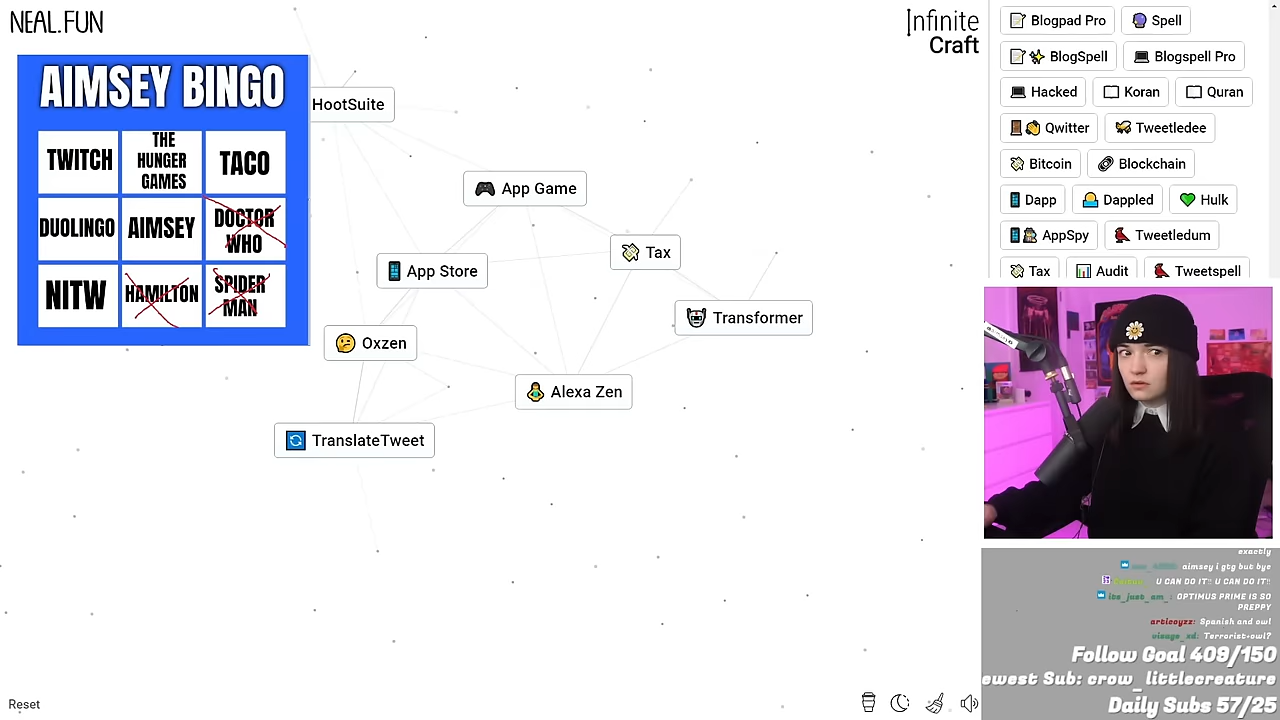 NEAL.FUN
Infinite
Craft
AIMSEY BINGO
TWITCH
THE
HUNGER
GAMES
TACO
DUOLINGO
AIMSEY
DOCTOR
WHO
NITW
HAMILTON
SPIDER
MAN
HootSuite
App Game
Tax
App Store
Transformer
Oxzen
Alexa Zen
TranslateTweet
Reset
Blogpad Pro
Spell
BlogSpell
Blogspell Pro
Hacked
Koran
Quran
Qwitter
Tweetledee
Bitcoin
Blockchain
Dapp
Dappled
Hulk
AppSpy
Tweetledum
Tax
Audit
Tweetspell
exactly
aimsey i gtg but bye
U CAN DO IT!! U CAN DO IT!!
its_just_am_: OPTIMUS PRIME IS SO
PREPPY
articoyzz: Spanish and owl
visage_xd: Terrorist+owl?
Follow Goal 409/150
ewest Sub: crow_littlecreature
Daily Subs 57/25